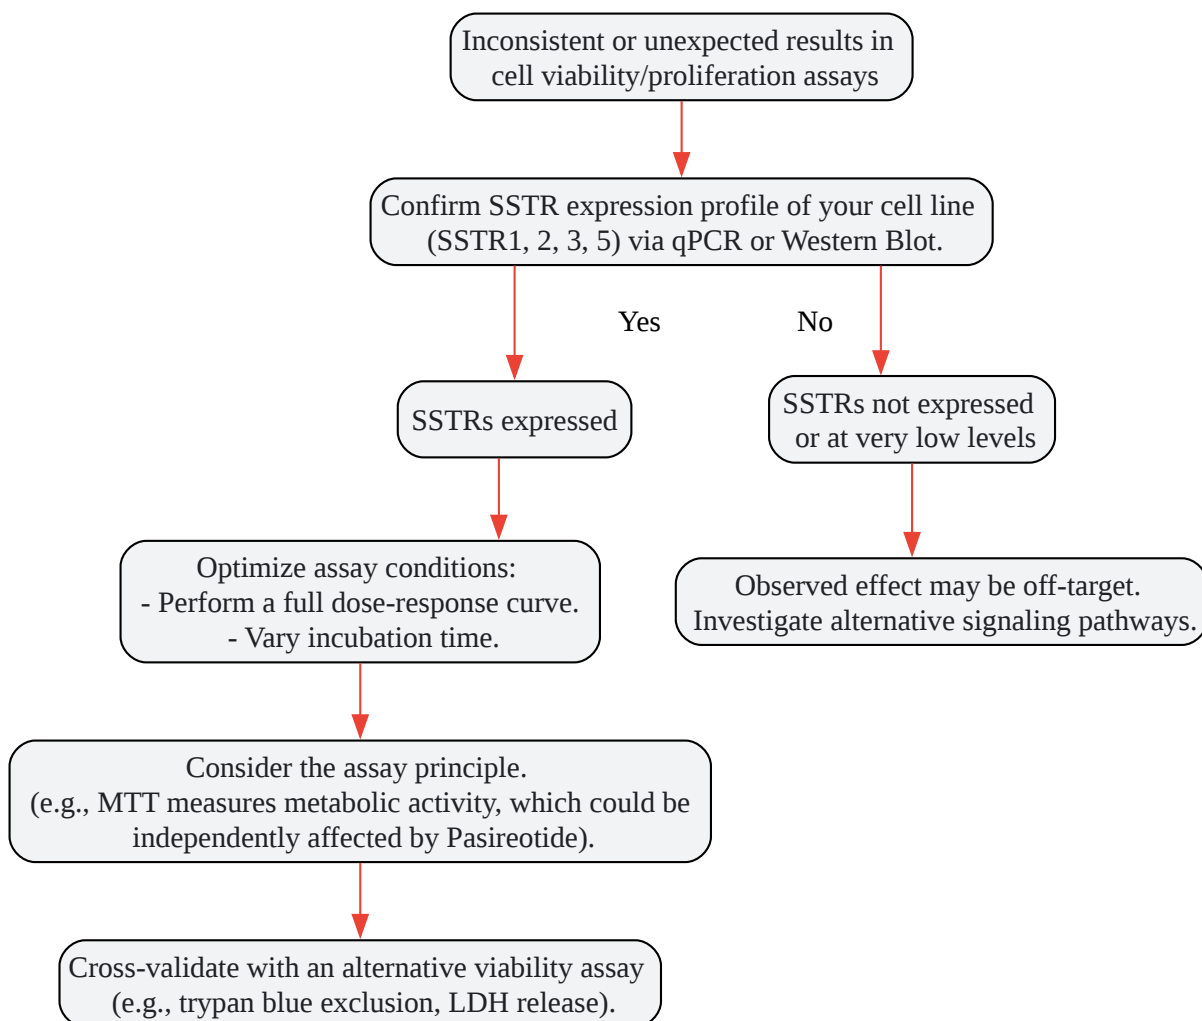 Inconsistent or unexpected results in
cell viability/proliferation assays
Confirm SSTR expression profile of your cell line
(SSTR1, 2, 3, 5) via qPCR or Western Blot.
Yes
No
SSTRs expressed
SSTRs not expressed
or at very low levels
Optimize assay conditions:
- Perform a full dose-response curve.
- Vary incubation time.
Observed effect may be off-target.
Investigate alternative signaling pathways.
Consider the assay principle.
(e.g., MTT measures metabolic activity, which could be
independently affected by Pasireotide).
Cross-validate with an alternative viability assay
(e.g., trypan blue exclusion, LDH release).